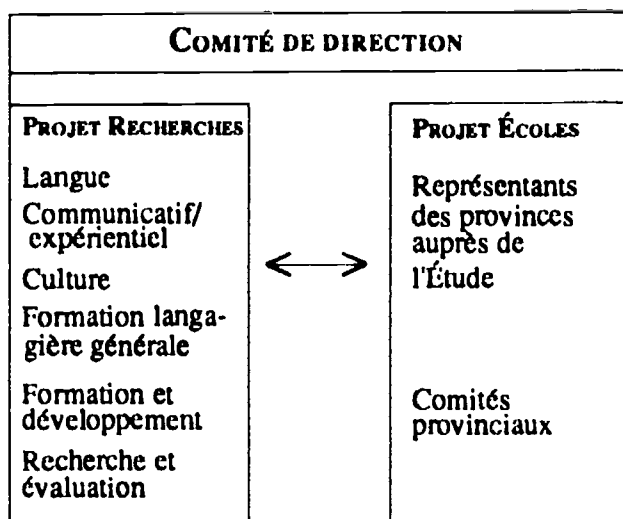 COMITÉ DE DIRECTION
PROJET RECHERCHES
Langue
Communicatif/
expérientiel
Culture
Formation langa-
gière générale
Formation et
développement
Recherche et
évaluation
PROJET ÉCOLES
Représentants
des provinces
auprès de
l'Étude
Comités
provinciaux